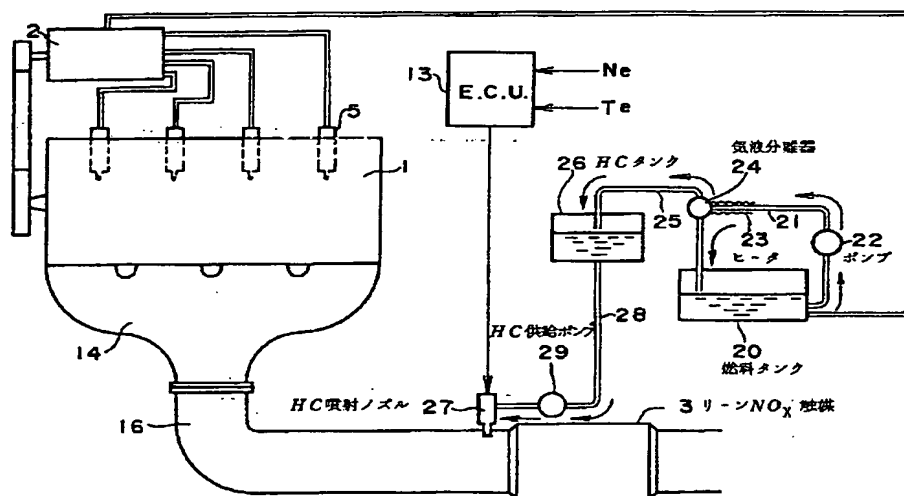 2
5
1
13
E.C.U.
Ne
Te
気液分離器
24
HCタンク
26
25
21
23
ヒータ
22
ポンプ
20
燃料タンク
28
HC供給ポンプ
29
14
16
HC噴射ノズル
27
3 リーンNOX 触媒